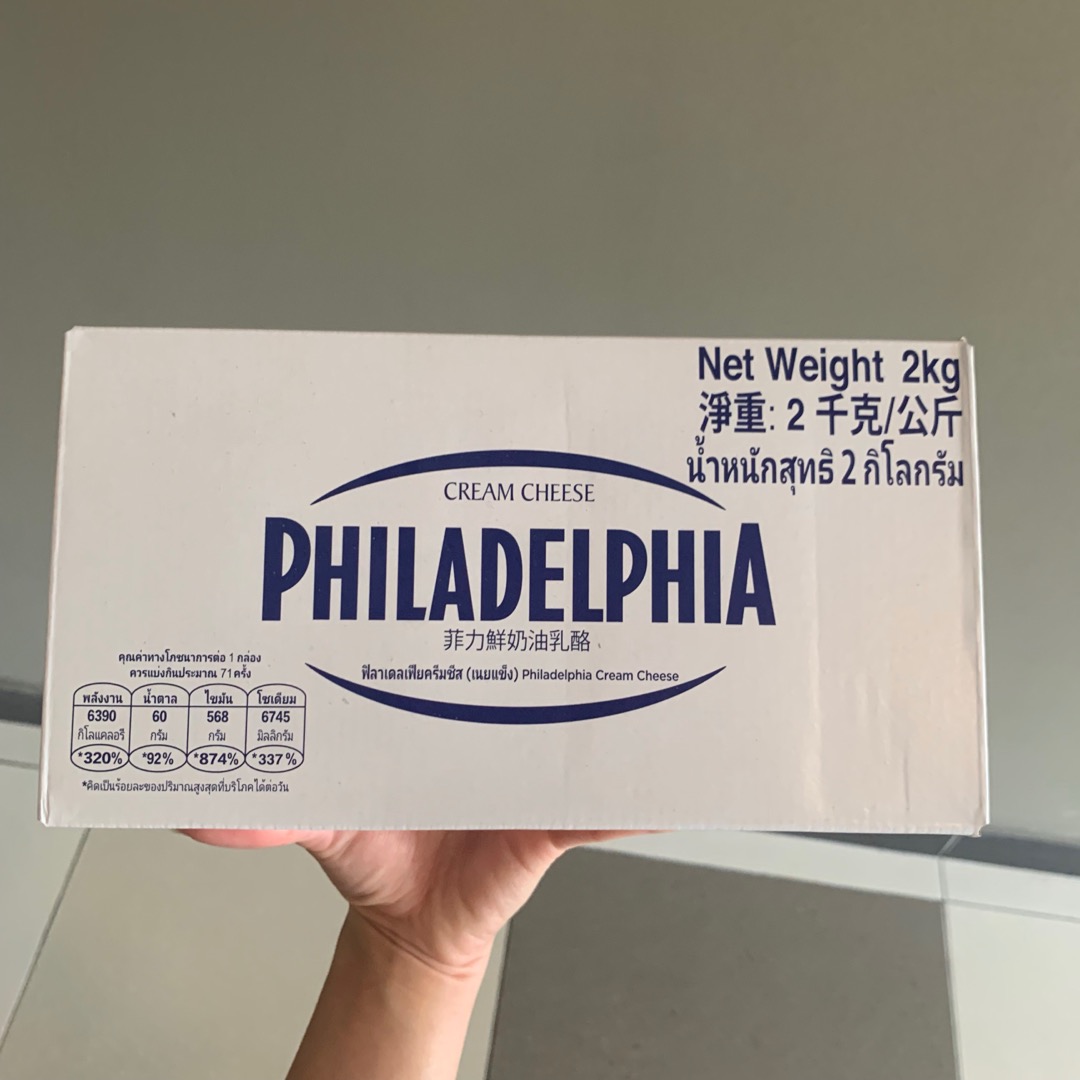 Net Weight 2kg
淨重: 2 千克/公斤
น้ำหนักสุทธิ 2 กิโลกรัม
CREAM CHEESE
PHILADELPHIA
菲力鮮奶油乳酪
ฟิลาเดลเฟียครีมชีส (เนยแข็ง) Philadelphia Cream Cheese
คุณค่าทางโภชนาการต่อ 1 กล่อง
ควรแบ่งกินประมาณ 71 ครั้ง
พลังงาน น้ำตาล ไขมัน โซเดียม
6390 60 568 6745
กิโลแคลอรี กรัม กรัม มิลลิกรัม
*320% *92% *874% *337%
*คิดเป็นร้อยละของปริมาณสูงสุดที่บริโภคได้ต่อวัน